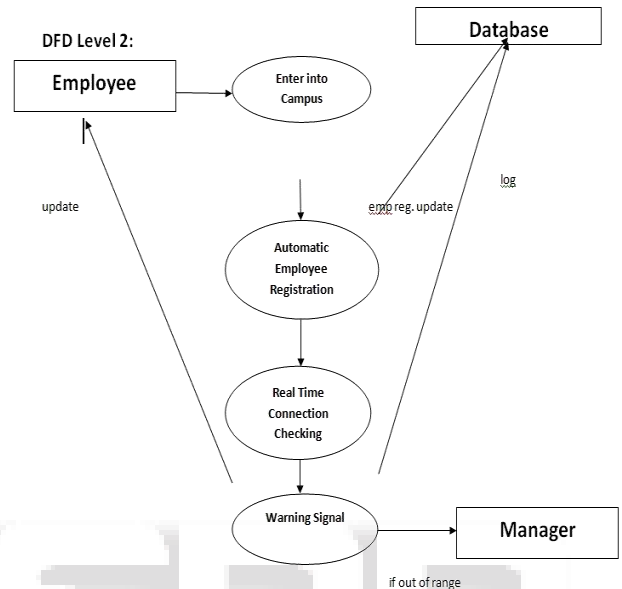 Database
DFD Level 2:
Employee
Enter into
Campus
log
update
emp reg. update
Automatic
Employee
Registration
Real Time
Connection
Checking
Warning Signal
Manager
if out of range